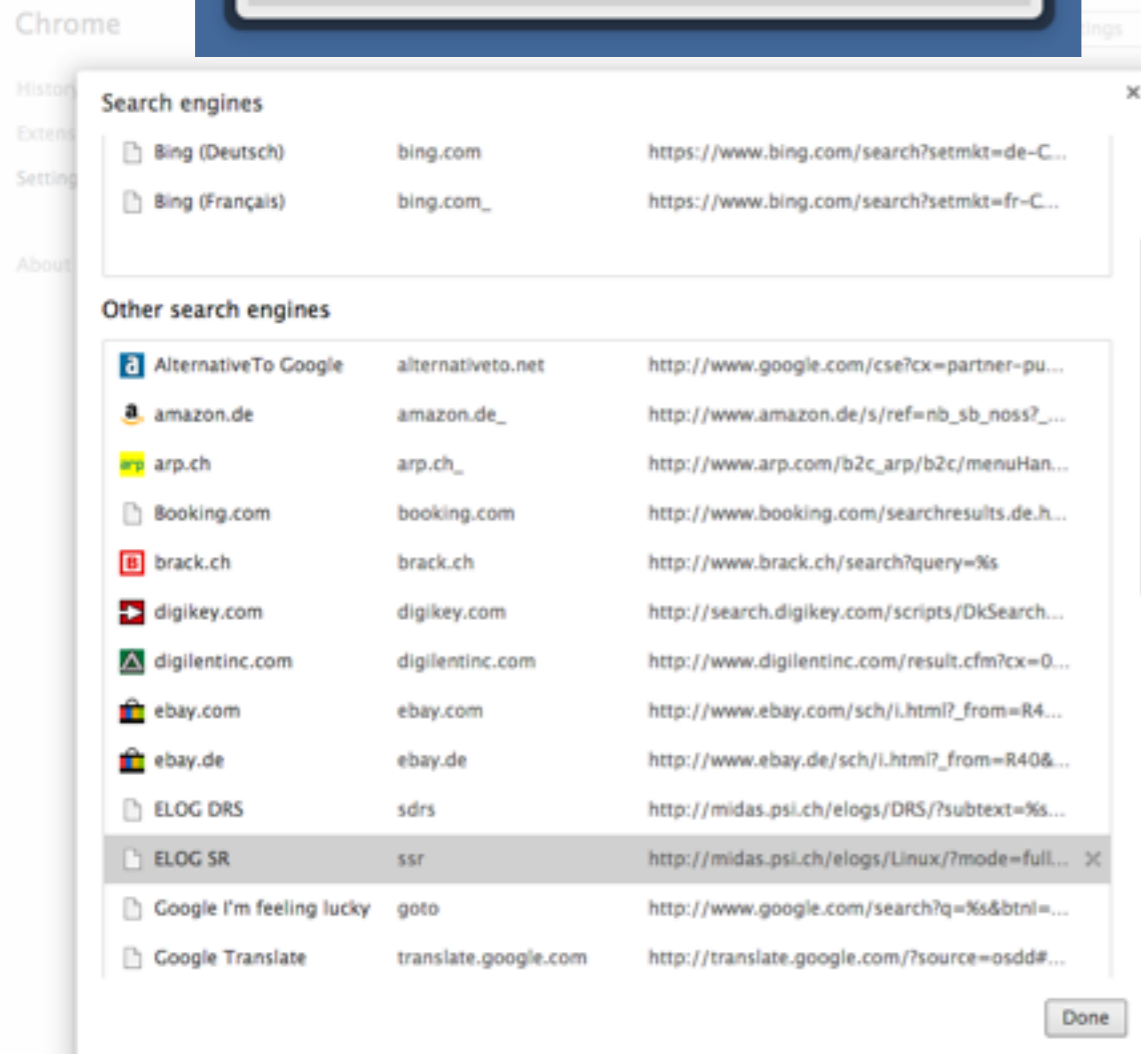 Chrome
ings
History
Extens
Setting
About
Search engines
Bing (Deutsch) bing.com https://www.bing.com/search?setmkt=de-C...
Bing (Français) bing.com_ https://www.bing.com/search?setmkt=fr-C...
Other search engines
AlternativeTo Google alternativeto.net http://www.google.com/cse?cx=partner-pu...
amazon.de amazon.de_ http://www.amazon.de/s/ref=nb_sb_noss?_...
arp arp.ch arp.ch_ http://www.arp.com/b2c_arp/b2c/menuHan...
Booking.com booking.com http://www.booking.com/searchresults.de.h...
brack.ch brack.ch http://www.brack.ch/search?query=%s
digikey.com digikey.com http://search.digikey.com/scripts/DkSearch...
digilentinc.com digilentinc.com http://www.digilentinc.com/result.cfm?cx=0...
ebay.com ebay.com http://www.ebay.com/sch/i.html?_from=R4...
ebay.de ebay.de http://www.ebay.de/sch/i.html?_from=R40&...
ELOG DRS sdrs http://midas.psi.ch/elogs/DRS/?subtext=%s...
ELOG SR ssr http://midas.psi.ch/elogs/Linux/?mode=full...
Google I'm feeling lucky goto http://www.google.com/search?q=%s&btnI=...
Google Translate translate.google.com http://translate.google.com/?source=osdd#...
Done